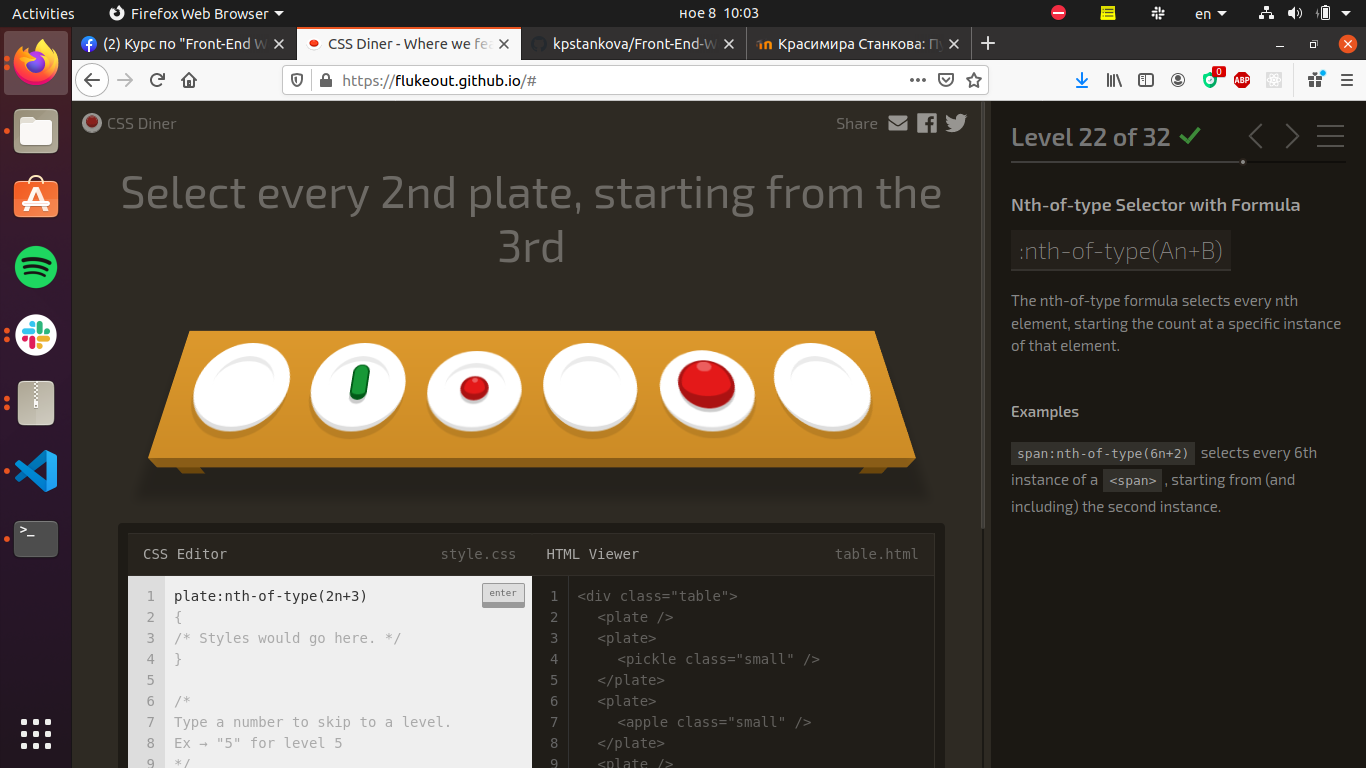 Activities
Firefox Web Browser
ное 8 10:03
en
(2) Курс по "Front-End W
CSS Diner - Where we fea
kpstankova/Front-End-W
Красимира Станкова: П
https://flukeout.github.io/#
0
ABP
CSS Diner
Share
Select every 2nd plate, starting from the
3rd
CSS Editor
style.css
1 plate:nth-of-type(2n+3)
enter
2 {
3 /* Styles would go here. */
4 }
5
6 /*
7 Type a number to skip to a level.
8 Ex → "5" for level 5
9 */
HTML Viewer
table.html
1 <div class="table">
2 <plate />
3 <plate>
4 <pickle class="small" />
5 </plate>
6 <plate>
7 <apple class="small" />
8 </plate>
9 <plate />
Level 22 of 32
Nth-of-type Selector with Formula
:nth-of-type(An+B)
The nth-of-type formula selects every nth
element, starting the count at a specific instance
of that element.
Examples
span:nth-of-type(6n+2) selects every 6th
instance of a <span> , starting from (and
including) the second instance.